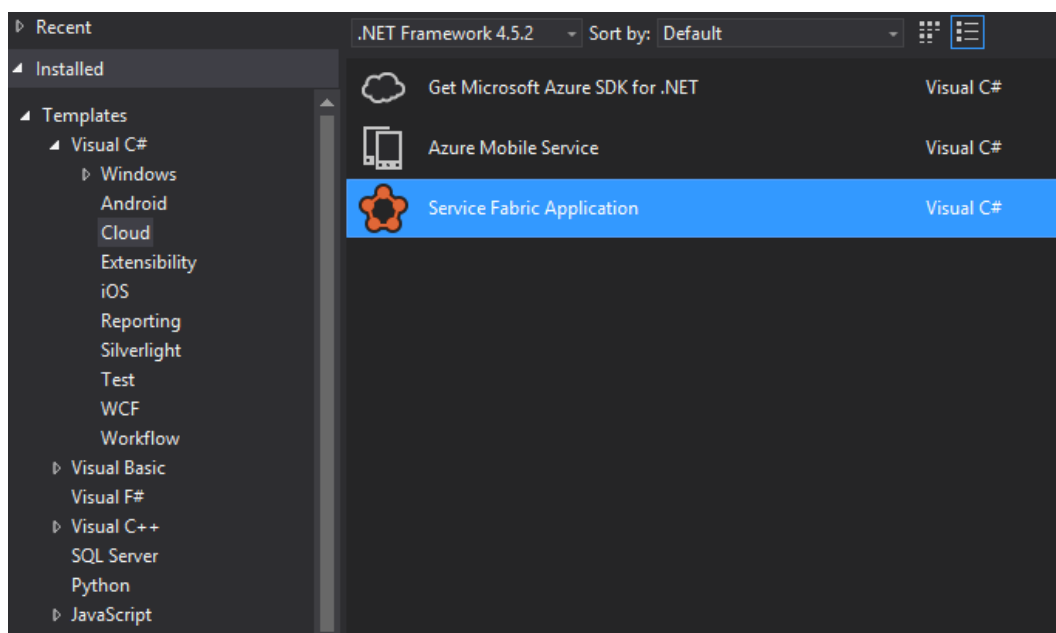 Recent
Installed
Templates
Visual C#
Windows
Android
Cloud
Extensibility
iOS
Reporting
Silverlight
Test
WCF
Workflow
Visual Basic
Visual F#
Visual C++
SQL Server
Python
JavaScript
.NET Framework 4.5.2 Sort by: Default
Get Microsoft Azure SDK for .NET Visual C#
Azure Mobile Service Visual C#
Service Fabric Application Visual C#